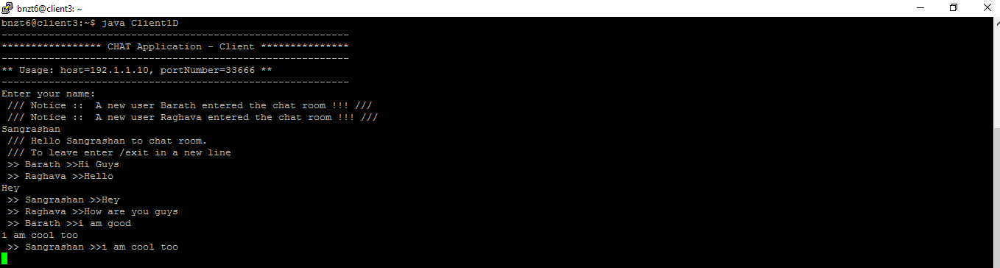 bnzt6@client3: ~
bnzt6@client3:~$ java Client1D
-----------------------------------------------------------
***************** CHAT Application - Client ***************
-----------------------------------------------------------
** Usage: host=192.1.1.10, portNumber=33666 **
-----------------------------------------------------------
Enter your name:
/// Notice ::  A new user Barath entered the chat room !!! ///
/// Notice ::  A new user Raghava entered the chat room !!! ///
Sangrashan
/// Hello Sangrashan to chat room.
/// To leave enter /exit in a new line
>> Barath >>Hi Guys
>> Raghava >>Hello
Hey
>> Sangrashan >>Hey
>> Raghava >>How are you guys
>> Barath >>i am good
i am cool too
>> Sangrashan >>i am cool too